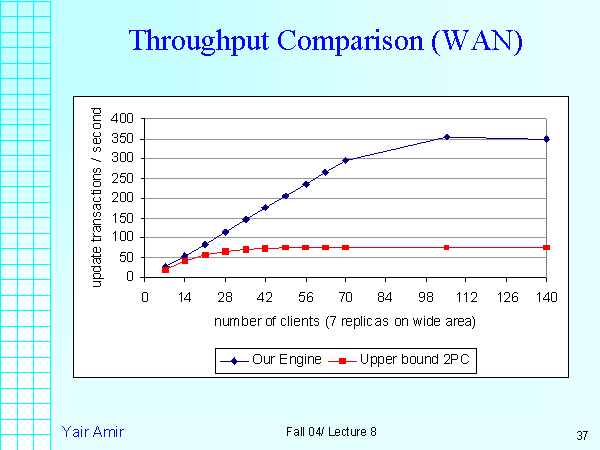 Throughput Comparison (WAN)
update transactions / second
400
350
300
250
200
150
100
50
0
0 14 28 42 56 70 84 98 112 126 140
number of clients (7 replicas on wide area)
Our Engine Upper bound 2PC
Yair Amir Fall 04/ Lecture 8 37